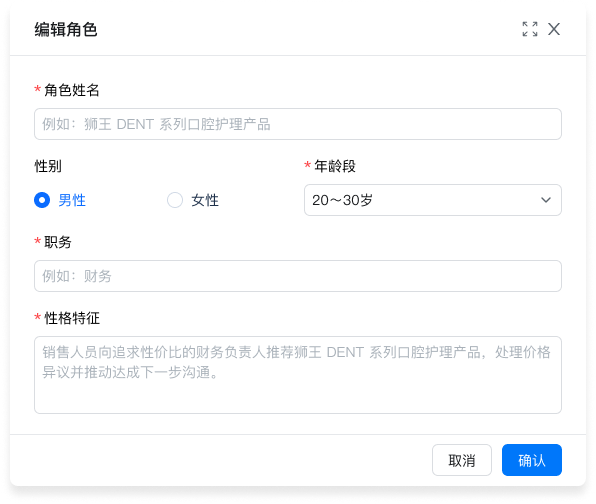 编辑角色
* 角色姓名
例如：狮王 DENT 系列口腔护理产品
性别
* 年龄段
男性
女性
20～30岁
* 职务
例如：财务
* 性格特征
销售人员向追求性价比的财务负责人推荐狮王 DENT 系列口腔护理产品，处理价格
异议并推动达成下一步沟通。
取消
确认